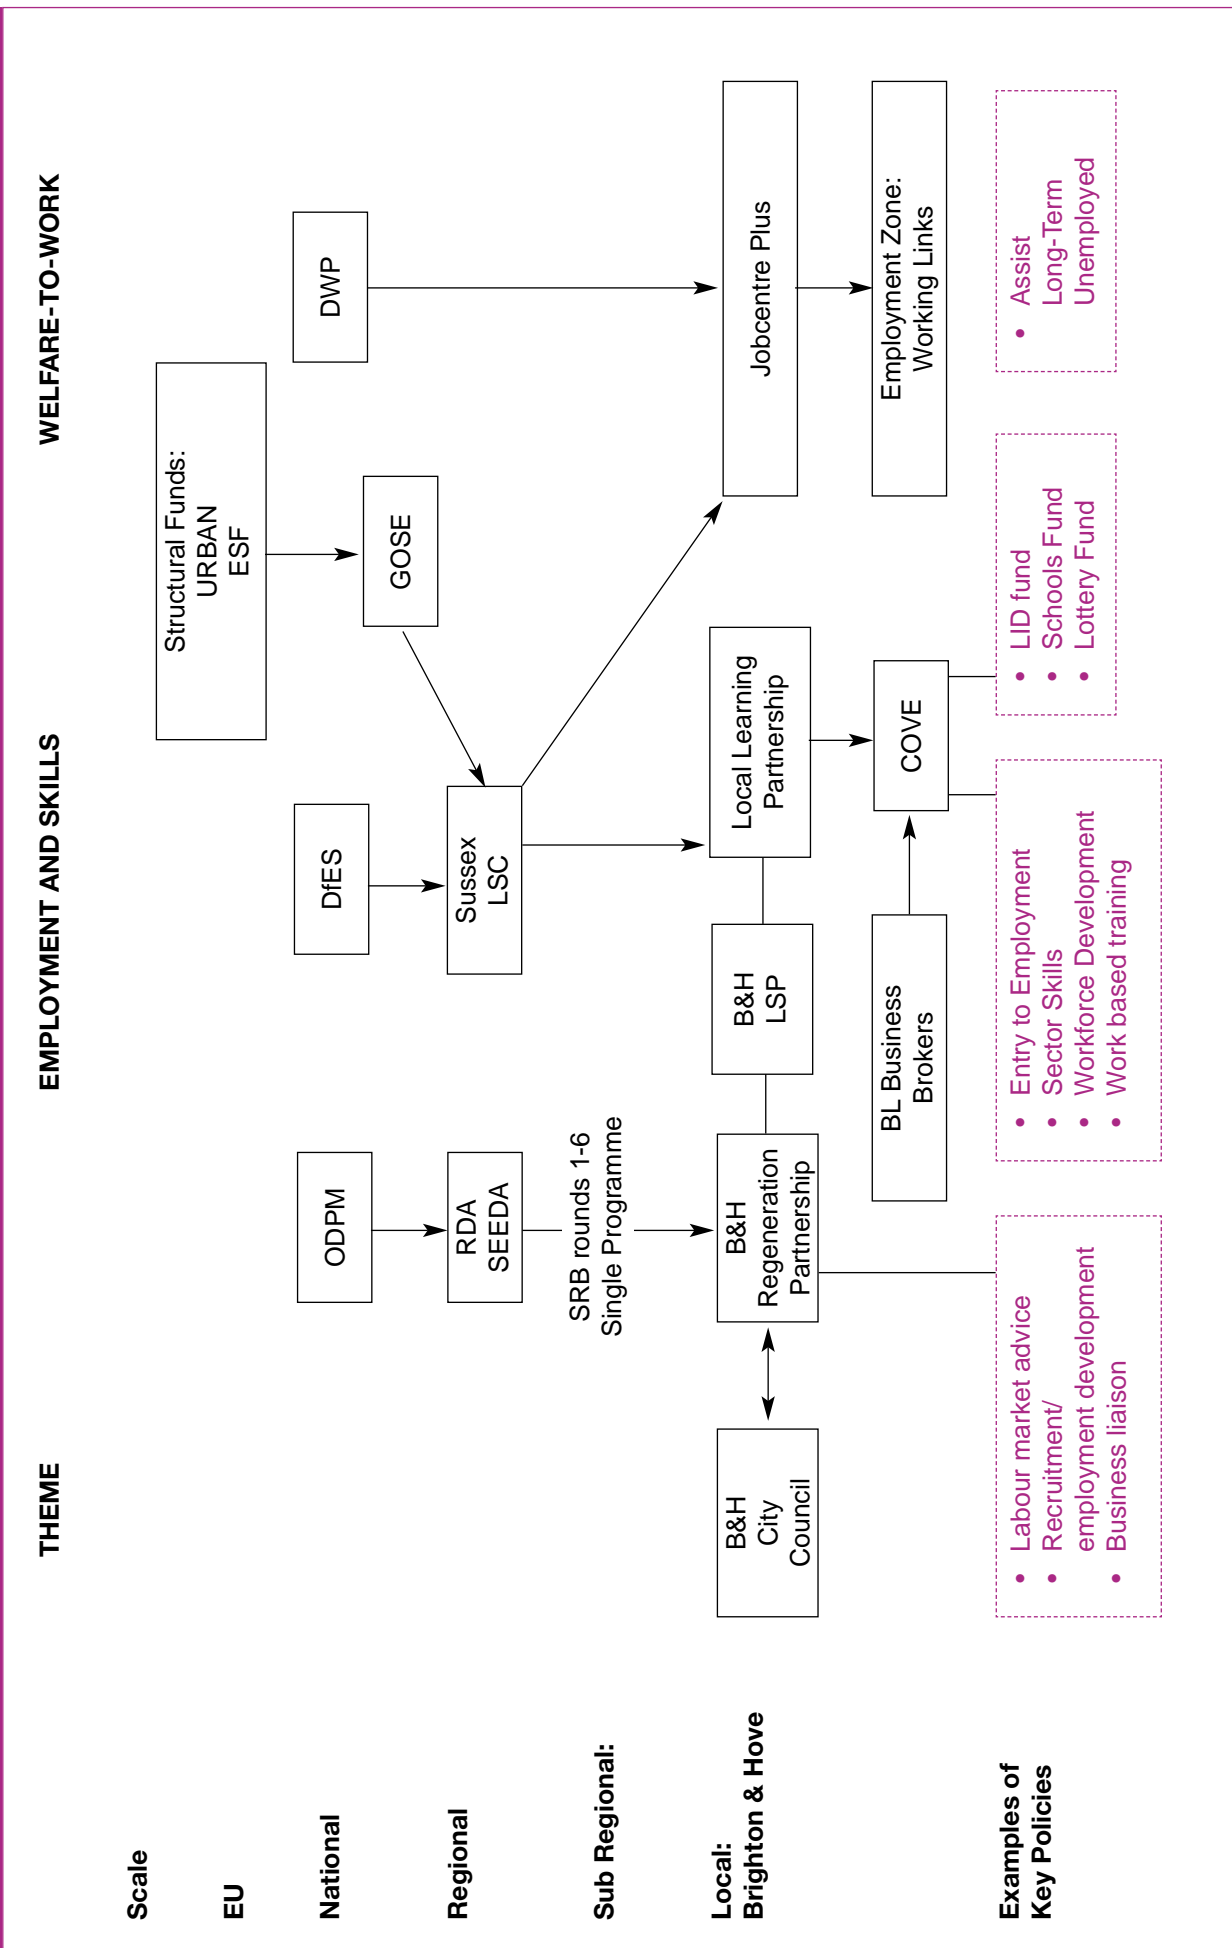 THEME
EMPLOYMENT AND SKILLS
WELFARE-TO-WORK
Scale
EU
Structural Funds:
URBAN
ESF
National
ODPM
DfES
DWP
GOSE
Regional
RDA
SEEDA
Sussex
LSC
Sub Regional:
SRB rounds 1-6
Single Programme
Local:
Brighton & Hove
B&H
City
Council
B&H
Regeneration
Partnership
B&H
LSP
Local Learning
Partnership
Jobcentre Plus
BL Business
Brokers
COVE
Employment Zone:
Working Links
Examples of
Key Policies
• Labour market advice
• Recruitment/
employment development
• Business liaison
• Entry to Employment
• Sector Skills
• Workforce Development
• Work based training
• LID fund
• Schools Fund
• Lottery Fund
• Assist
Long-Term
Unemployed